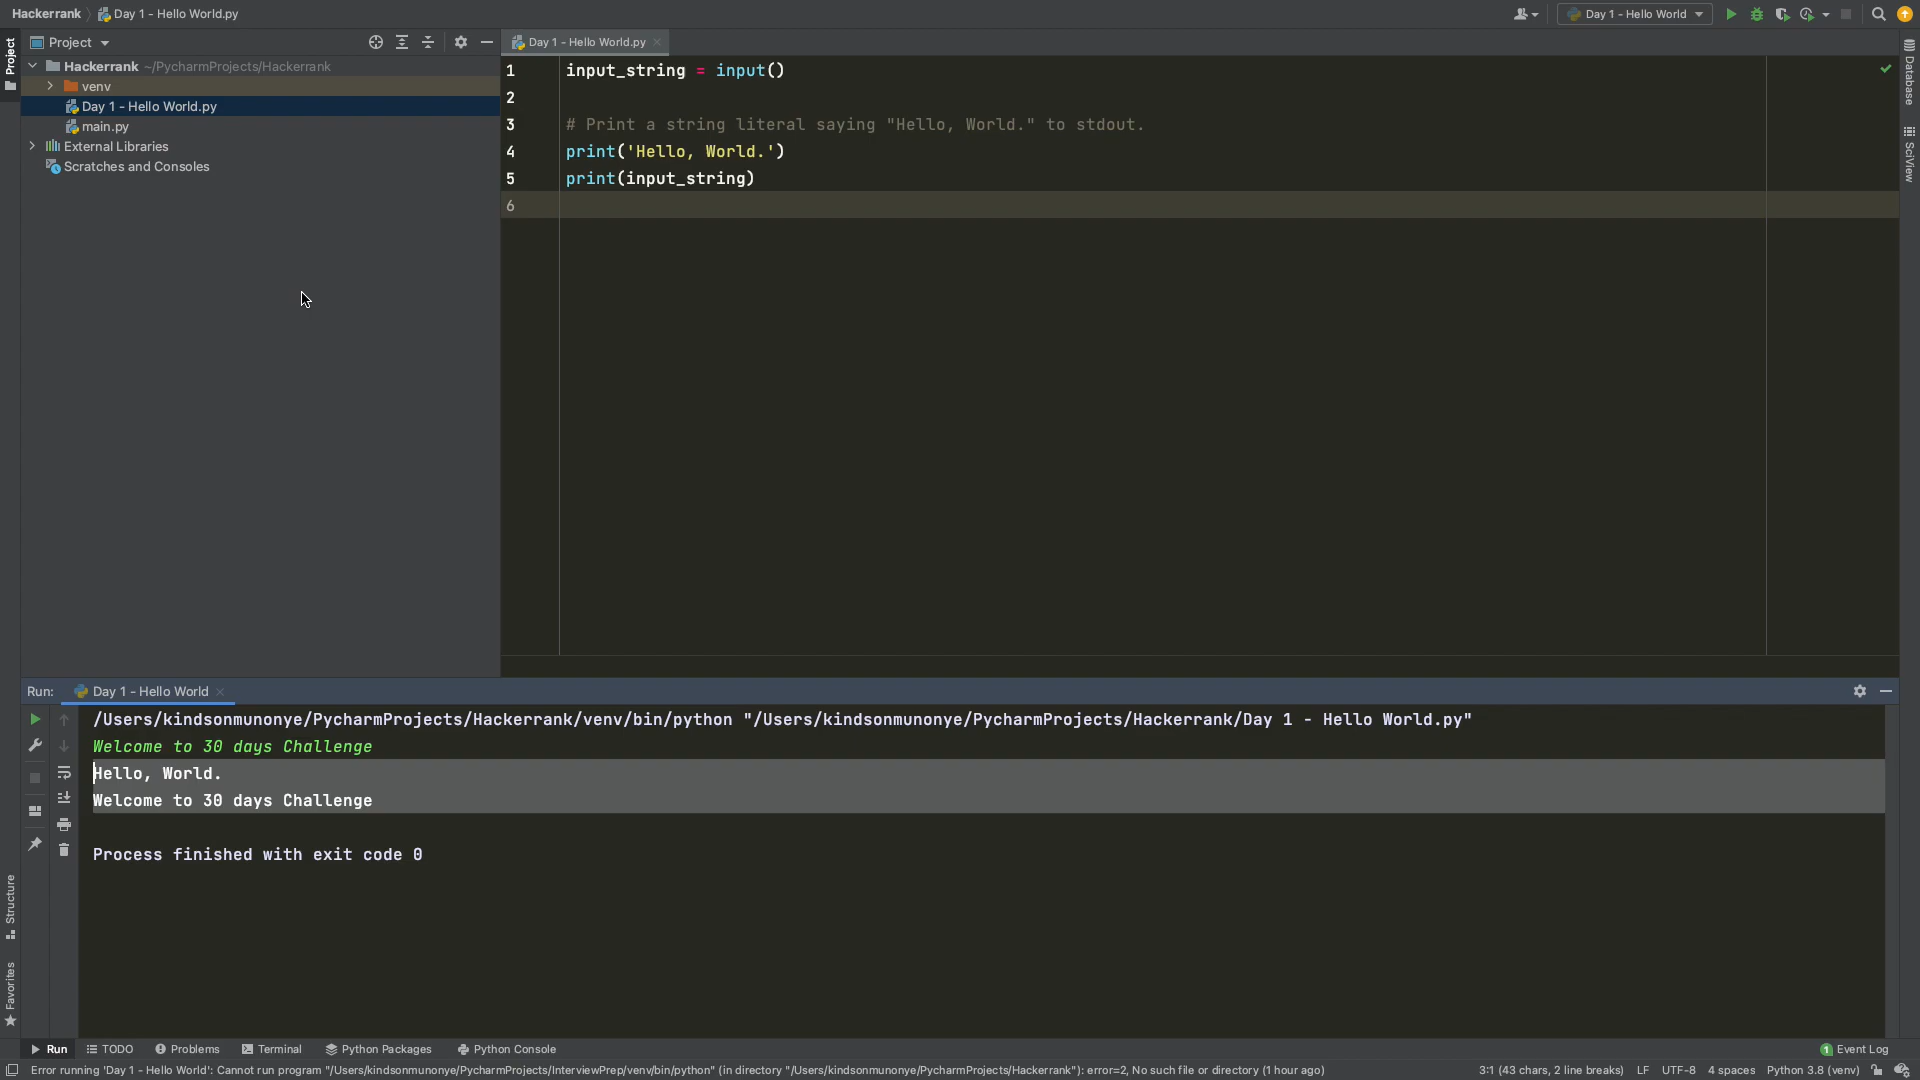 Hackerrank Day 1 - Hello World.py
Day 1 - Hello World
Project
Project
Hackerrank ~/PycharmProjects/Hackerrank
venv
Day 1 - Hello World.py
main.py
External Libraries
Scratches and Consoles
Day 1 - Hello World.py
1 input_string = input()
2
3 # Print a string literal saying "Hello, World." to stdout.
4 print('Hello, World.')
5 print(input_string)
6
Database
SciView
Run: Day 1 - Hello World
/Users/kindsonmunonye/PycharmProjects/Hackerrank/venv/bin/python "/Users/kindsonmunonye/PycharmProjects/Hackerrank/Day 1 - Hello World.py"
Welcome to 30 days Challenge
Hello, World.
Welcome to 30 days Challenge
Process finished with exit code 0
Structure
Favorites
Run TODO Problems Terminal Python Packages Python Console 1 Event Log
Error running 'Day 1 - Hello World': Cannot run program "/Users/kindsonmunonye/PycharmProjects/InterviewPrep/venv/bin/python" (in directory "/Users/kindsonmunonye/PycharmProjects/Hackerrank"): error=2, No such file or directory (1 hour ago) 3:1 (43 chars, 2 line breaks) LF UTF-8 4 spaces Python 3.8 (venv)